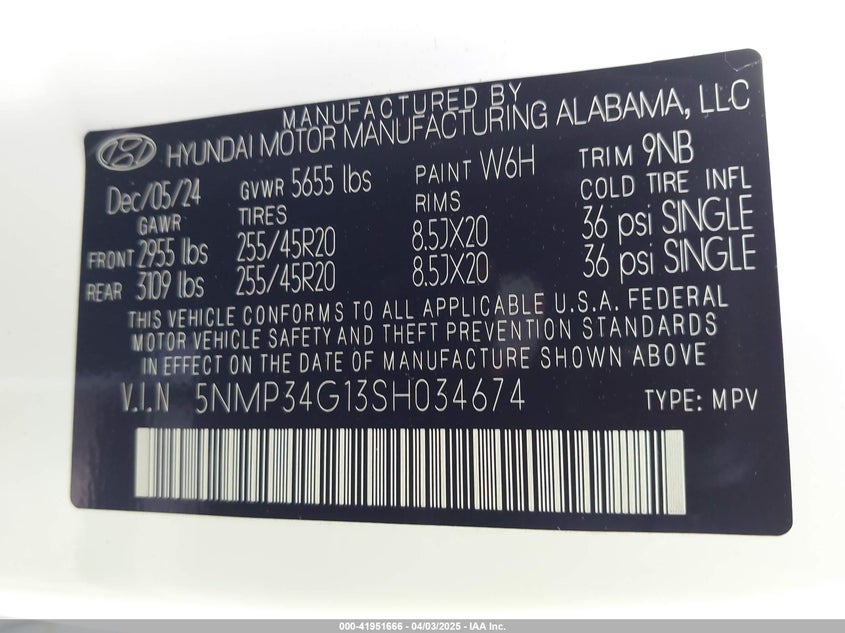 MANUFACTURED BY
HYUNDAI MOTOR MANUFACTURING ALABAMA, LLC
Dec/05/24 GVWR 5655 lbs PAINT W6H TRIM 9NB
GAWR TIRES RIMS COLD TIRE INFL
FRONT 2955 lbs 255/45R20 8.5JX20 36 psi SINGLE
REAR 3109 lbs 255/45R20 8.5JX20 36 psi SINGLE
THIS VEHICLE CONFORMS TO ALL APPLICABLE U.S.A. FEDERAL
MOTOR VEHICLE SAFETY AND THEFT PREVENTION STANDARDS
IN EFFECT ON THE DATE OF MANUFACTURE SHOWN ABOVE
V.I.N 5NMP34G13SH034674 TYPE: MPV
000-41951666 - 04/03/2025 - IAA Inc.